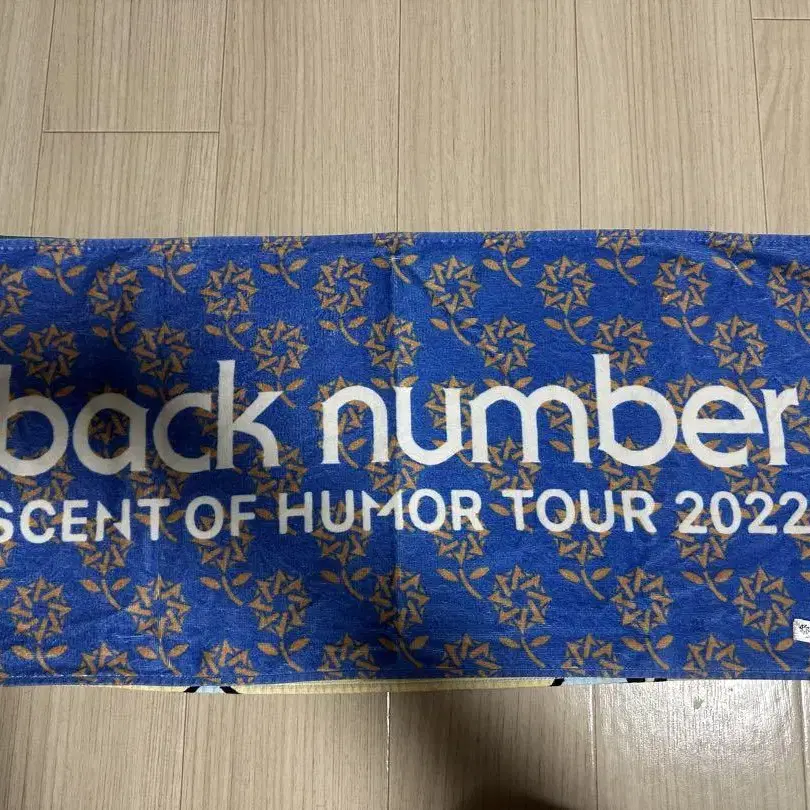 back number
SCENT OF HUMOR TOUR 2022